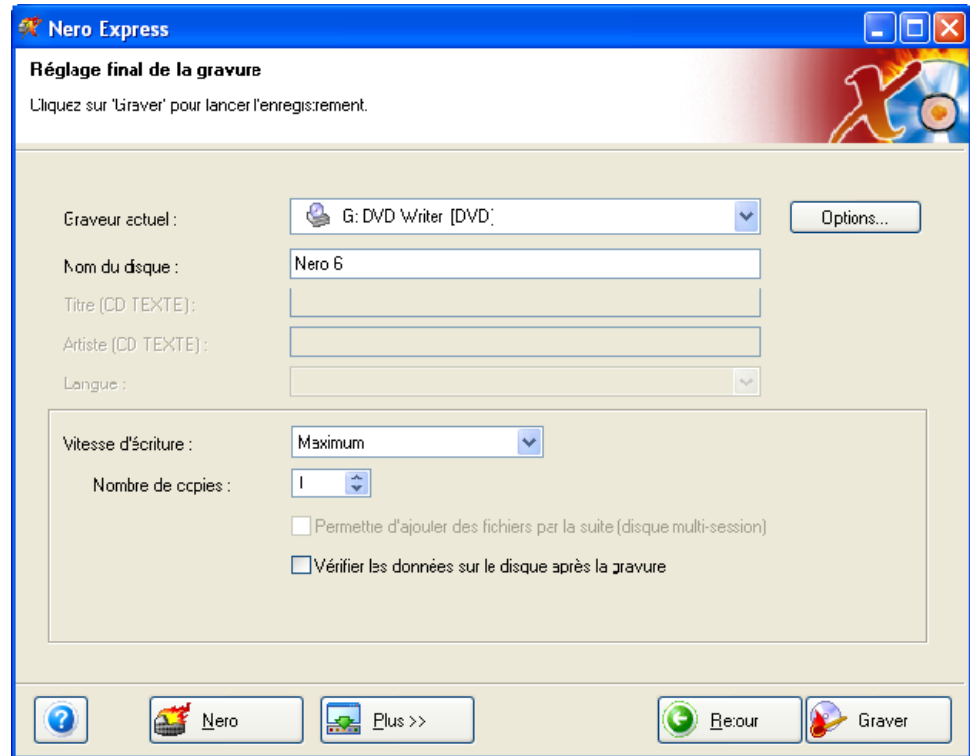 Nero Express
Réglage final de la gravure
Cliquez sur 'Graver' pour lancer l'enregistrement.
Graveur actuel :
G: DVD Writer [DVD]
Options...
Nom du disque :
Nero 6
Titre (CD TEXTE) :
Artiste (CD TEXTE) :
Langue :
Vitesse d'écriture :
Maximum
Nombre de copies :
1
Permettre d'ajouter des fichiers par la suite (disque multi-session)
Vérifier les données sur le disque après la gravure
?
Nero
Plus >>
Retour
Graver